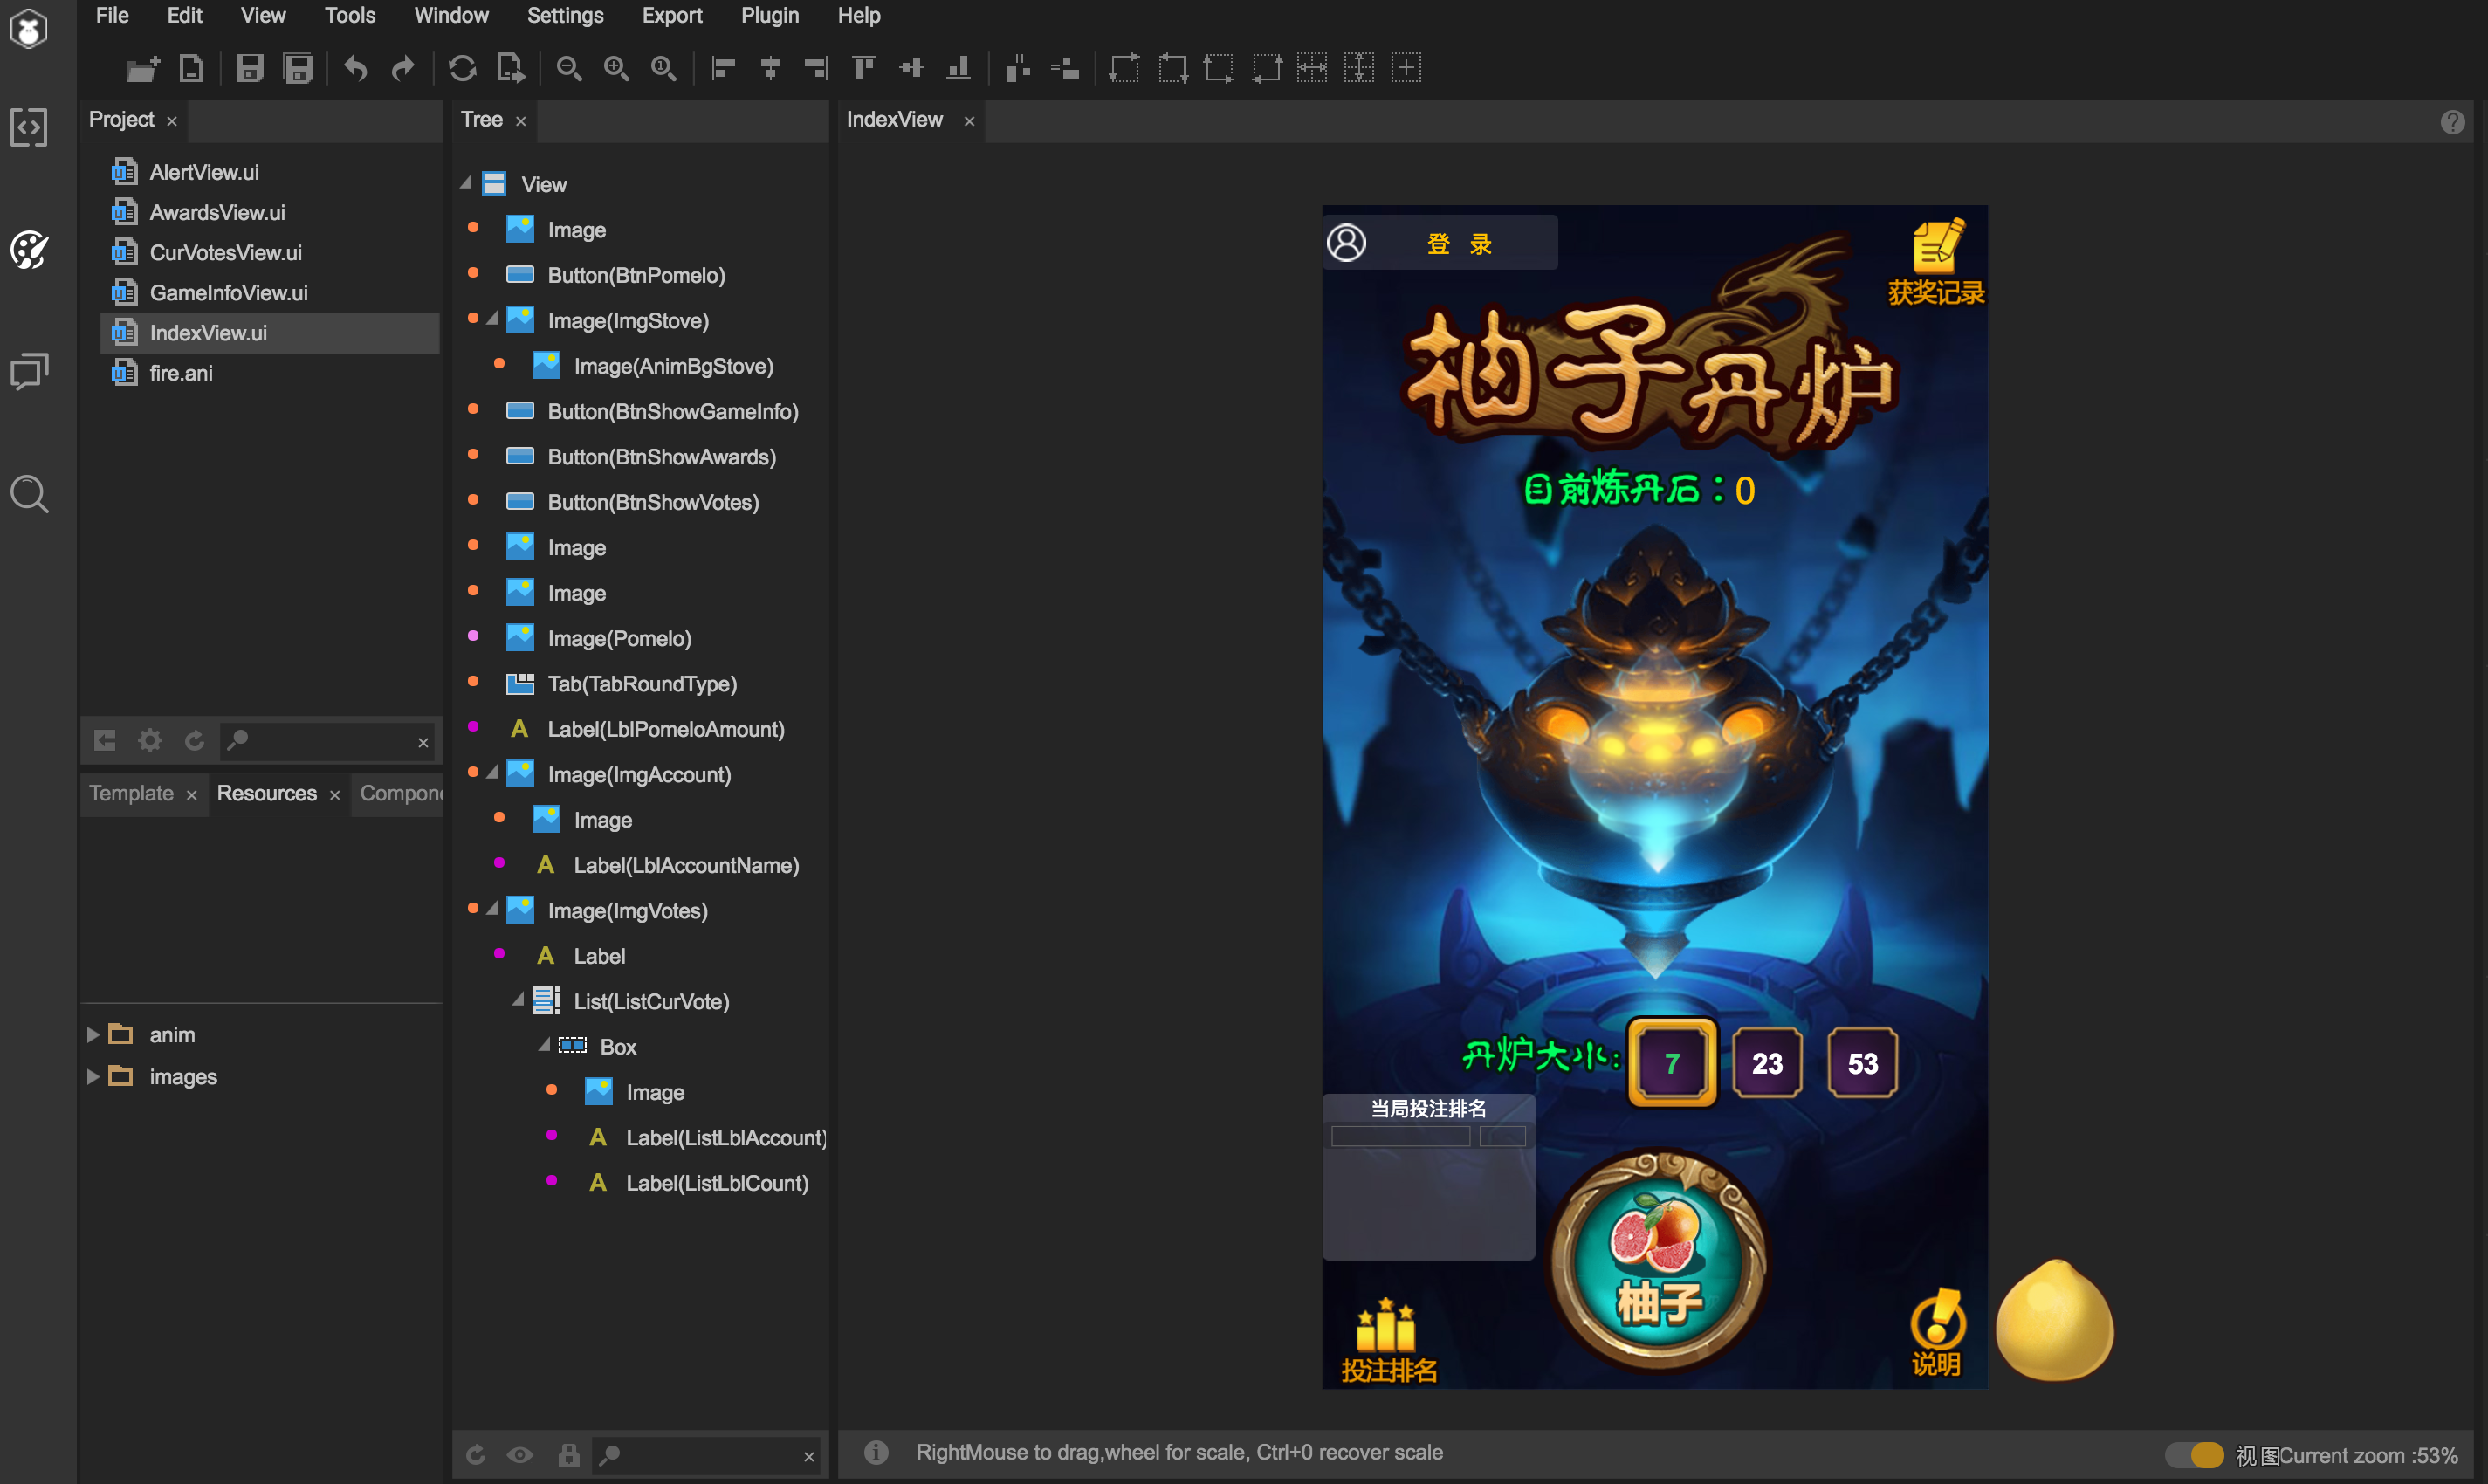 File Edit View Tools Window Settings Export Plugin Help
Project
AlertView.ui
AwardsView.ui
CurVotesView.ui
GameInfoView.ui
IndexView.ui
fire.ani
Template Resources Compone
anim
images
Tree
View
Image
Button(BtnPomelo)
Image(ImgStove)
Image(AnimBgStove)
Button(BtnShowGameInfo)
Button(BtnShowAwards)
Button(BtnShowVotes)
Image
Image
Image(Pomelo)
Tab(TabRoundType)
Label(LblPomeloAmount)
Image(ImgAccount)
Image
Label(LblAccountName)
Image(ImgVotes)
Label
List(ListCurVote)
Box
Image
Label(ListLblAccount)
Label(ListLblCount)
IndexView
登 录
获奖记录
柚子丹炉
目前炼丹后：0
丹炉大小: 7 23 53
当局投注排名
柚子
投注排名
说明
RightMouse to drag,wheel for scale, Ctrl+0 recover scale
视图Current zoom :53%